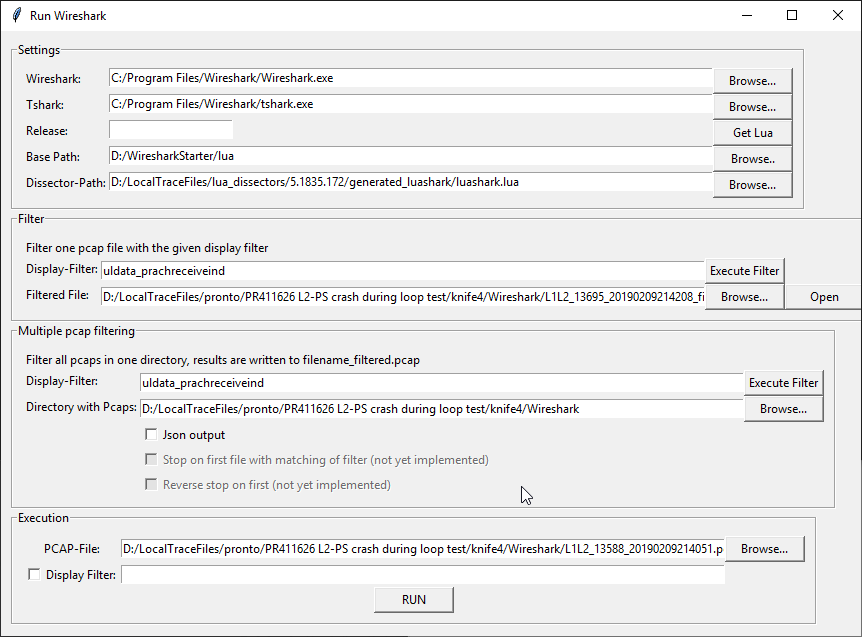 Run Wireshark
Settings
Wireshark: C:/Program Files/Wireshark/Wireshark.exe Browse...
Tshark: C:/Program Files/Wireshark/tshark.exe Browse...
Release: Get Lua
Base Path: D:/WiresharkStarter/lua Browse..
Dissector-Path: D:/LocalTraceFiles/lua_dissectors/5.1835.172/generated_luashark/luashark.lua Browse...
Filter
Filter one pcap file with the given display filter
Display-Filter: uldata_prachreceiveind Execute Filter
Filtered File: D:/LocalTraceFiles/pronto/PR411626 L2-PS crash during loop test/knife4/Wireshark/L1L2_13695_20190209214208_fi Browse... Open
Multiple pcap filtering
Filter all pcaps in one directory, results are written to filename_filtered.pcap
Display-Filter: uldata_prachreceiveind Execute Filter
Directory with Pcaps: D:/LocalTraceFiles/pronto/PR411626 L2-PS crash during loop test/knife4/Wireshark Browse...
Json output
Stop on first file with matching of filter (not yet implemented)
Reverse stop on first (not yet implemented)
Execution
PCAP-File: D:/LocalTraceFiles/pronto/PR411626 L2-PS crash during loop test/knife4/Wireshark/L1L2_13588_20190209214051.p Browse...
Display Filter:
RUN